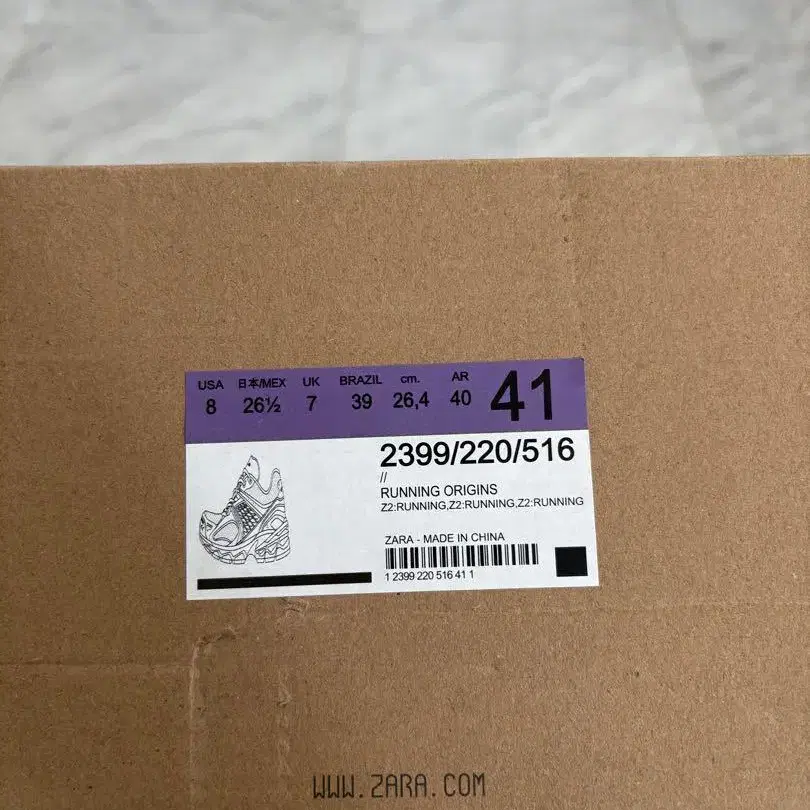 USA 日本/MEX UK BRAZIL cm. AR 41
8 26½ 7 39 26,4 40
2399/220/516
//
RUNNING ORIGINS
Z2:RUNNING,Z2:RUNNING,Z2:RUNNING
ZARA - MADE IN CHINA
1 2399 220 516 41 1
WWW.ZARA.COM